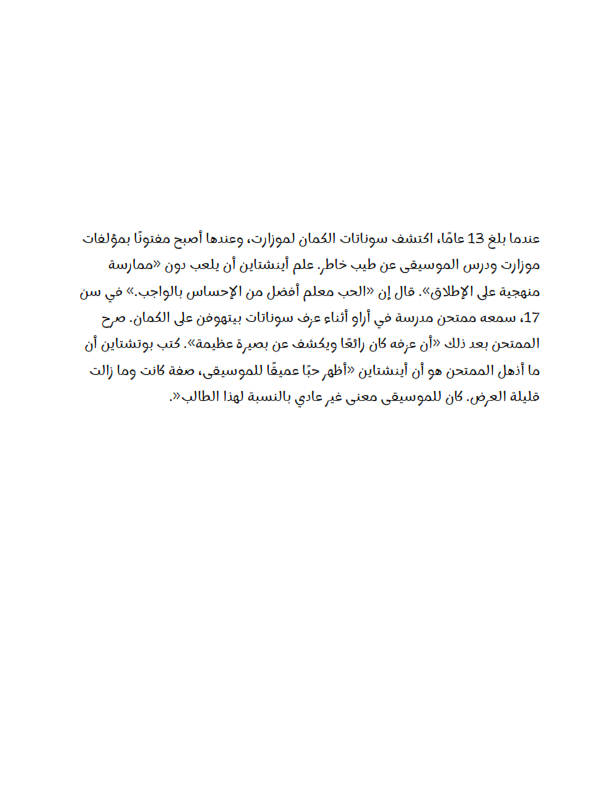 عندما بلغ 13 عامًا، اكتشف سوناتات الكمان لموزارت، وعندها أصبح مفتونًا بمؤلفات
موزارت ودرس الموسيقى عن طيب خاطر. علم أينشتاين أن يلعب دون «ممارسة
منهجية على الإطلاق». قال إن «الحب معلم أفضل من الإحساس بالواجب.» في سن
17، سمعه ممتحن مدرسة في أراو أثناء عزف سوناتات بيتهوفن على الكمان. صرح
الممتحن بعد ذلك «أن عزفه كان رائعًا ويكشف عن بصيرة عظيمة». كتب بوتشتاين أن
ما أذهل الممتحن هو أن أينشتاين «أظهر حبًا عميقًا للموسيقى، صفة كانت وما زالت
قليلة العرض. كان للموسيقى معنى غير عادي بالنسبة لهذا الطالب«.